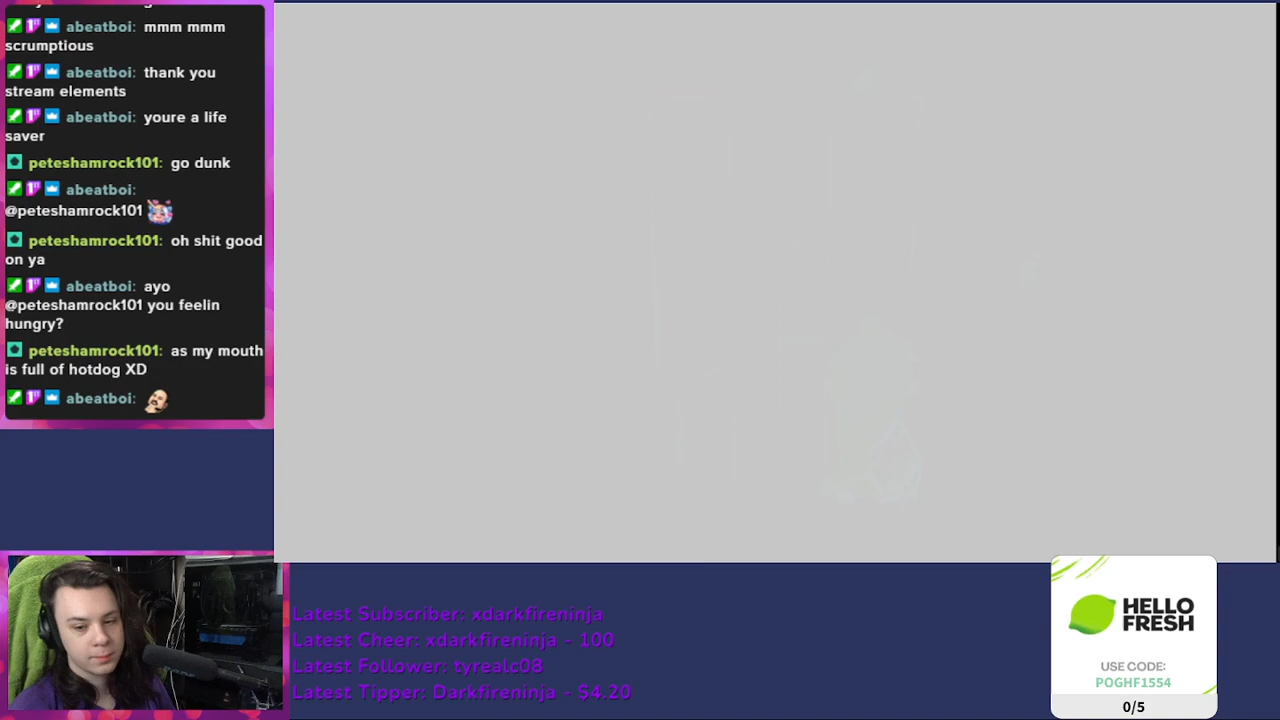 abeatboi: mmm mmm
scrumptious
abeatboi: thank you
stream elements
abeatboi: youre a life
saver
peteshamrock101: go dunk
abeatboi:
@peteshamrock101
peteshamrock101: oh shit good
on ya
abeatboi: ayo
@peteshamrock101 you feelin
hungry?
peteshamrock101: as my mouth
is full of hotdog XD
abeatboi:
Latest Subscriber: xdarkfireninja
Latest Cheer: xdarkfireninja - 100
Latest Follower: tyrealc08
Latest Tipper: Darkfireninja - $4.20
HELLO
FRESH
USE CODE:
POGHF1554
0/5